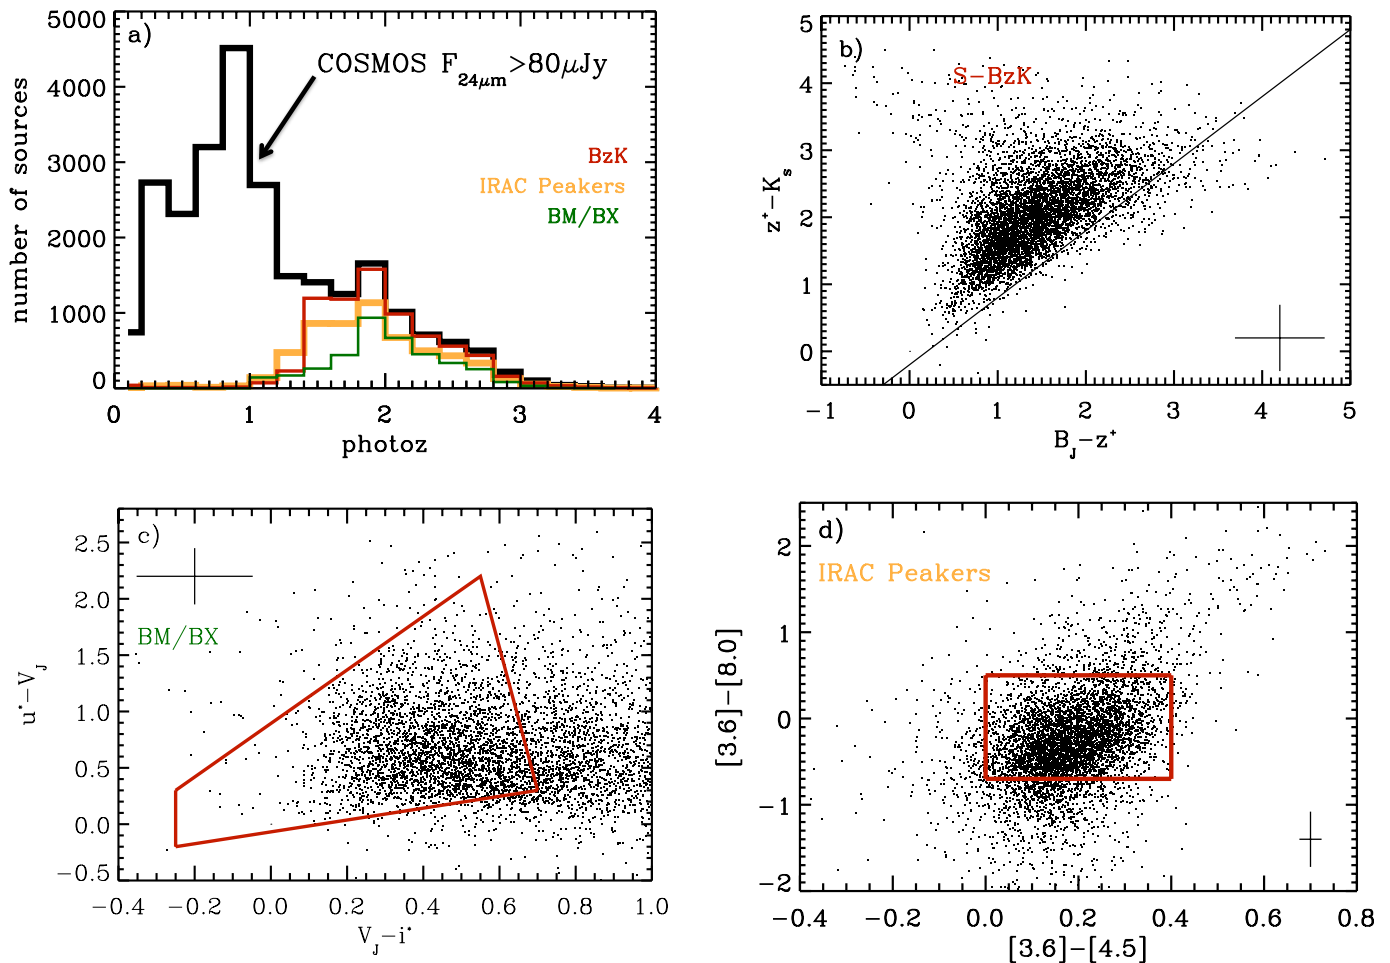 a)
COSMOS F24μm>80μJy
BzK
IRAC Peakers
BM/BX
number of sources
5000
4000
3000
2000
1000
0
0 1 2 3 4
photoz
b)
S-BzK
z+-Ks
4
3
2
1
0
-1 0 1 2 3 4 5
BJ-z+
c)
BM/BX
u*-VJ
2.5
2.0
1.5
1.0
0.5
0.0
-0.5
-0.4 -0.2 0.0 0.2 0.4 0.6 0.8 1.0
VJ-i*
d)
IRAC Peakers
[3.6]-[8.0]
2
1
0
-1
-2
-0.4 -0.2 0.0 0.2 0.4 0.6 0.8
[3.6]-[4.5]